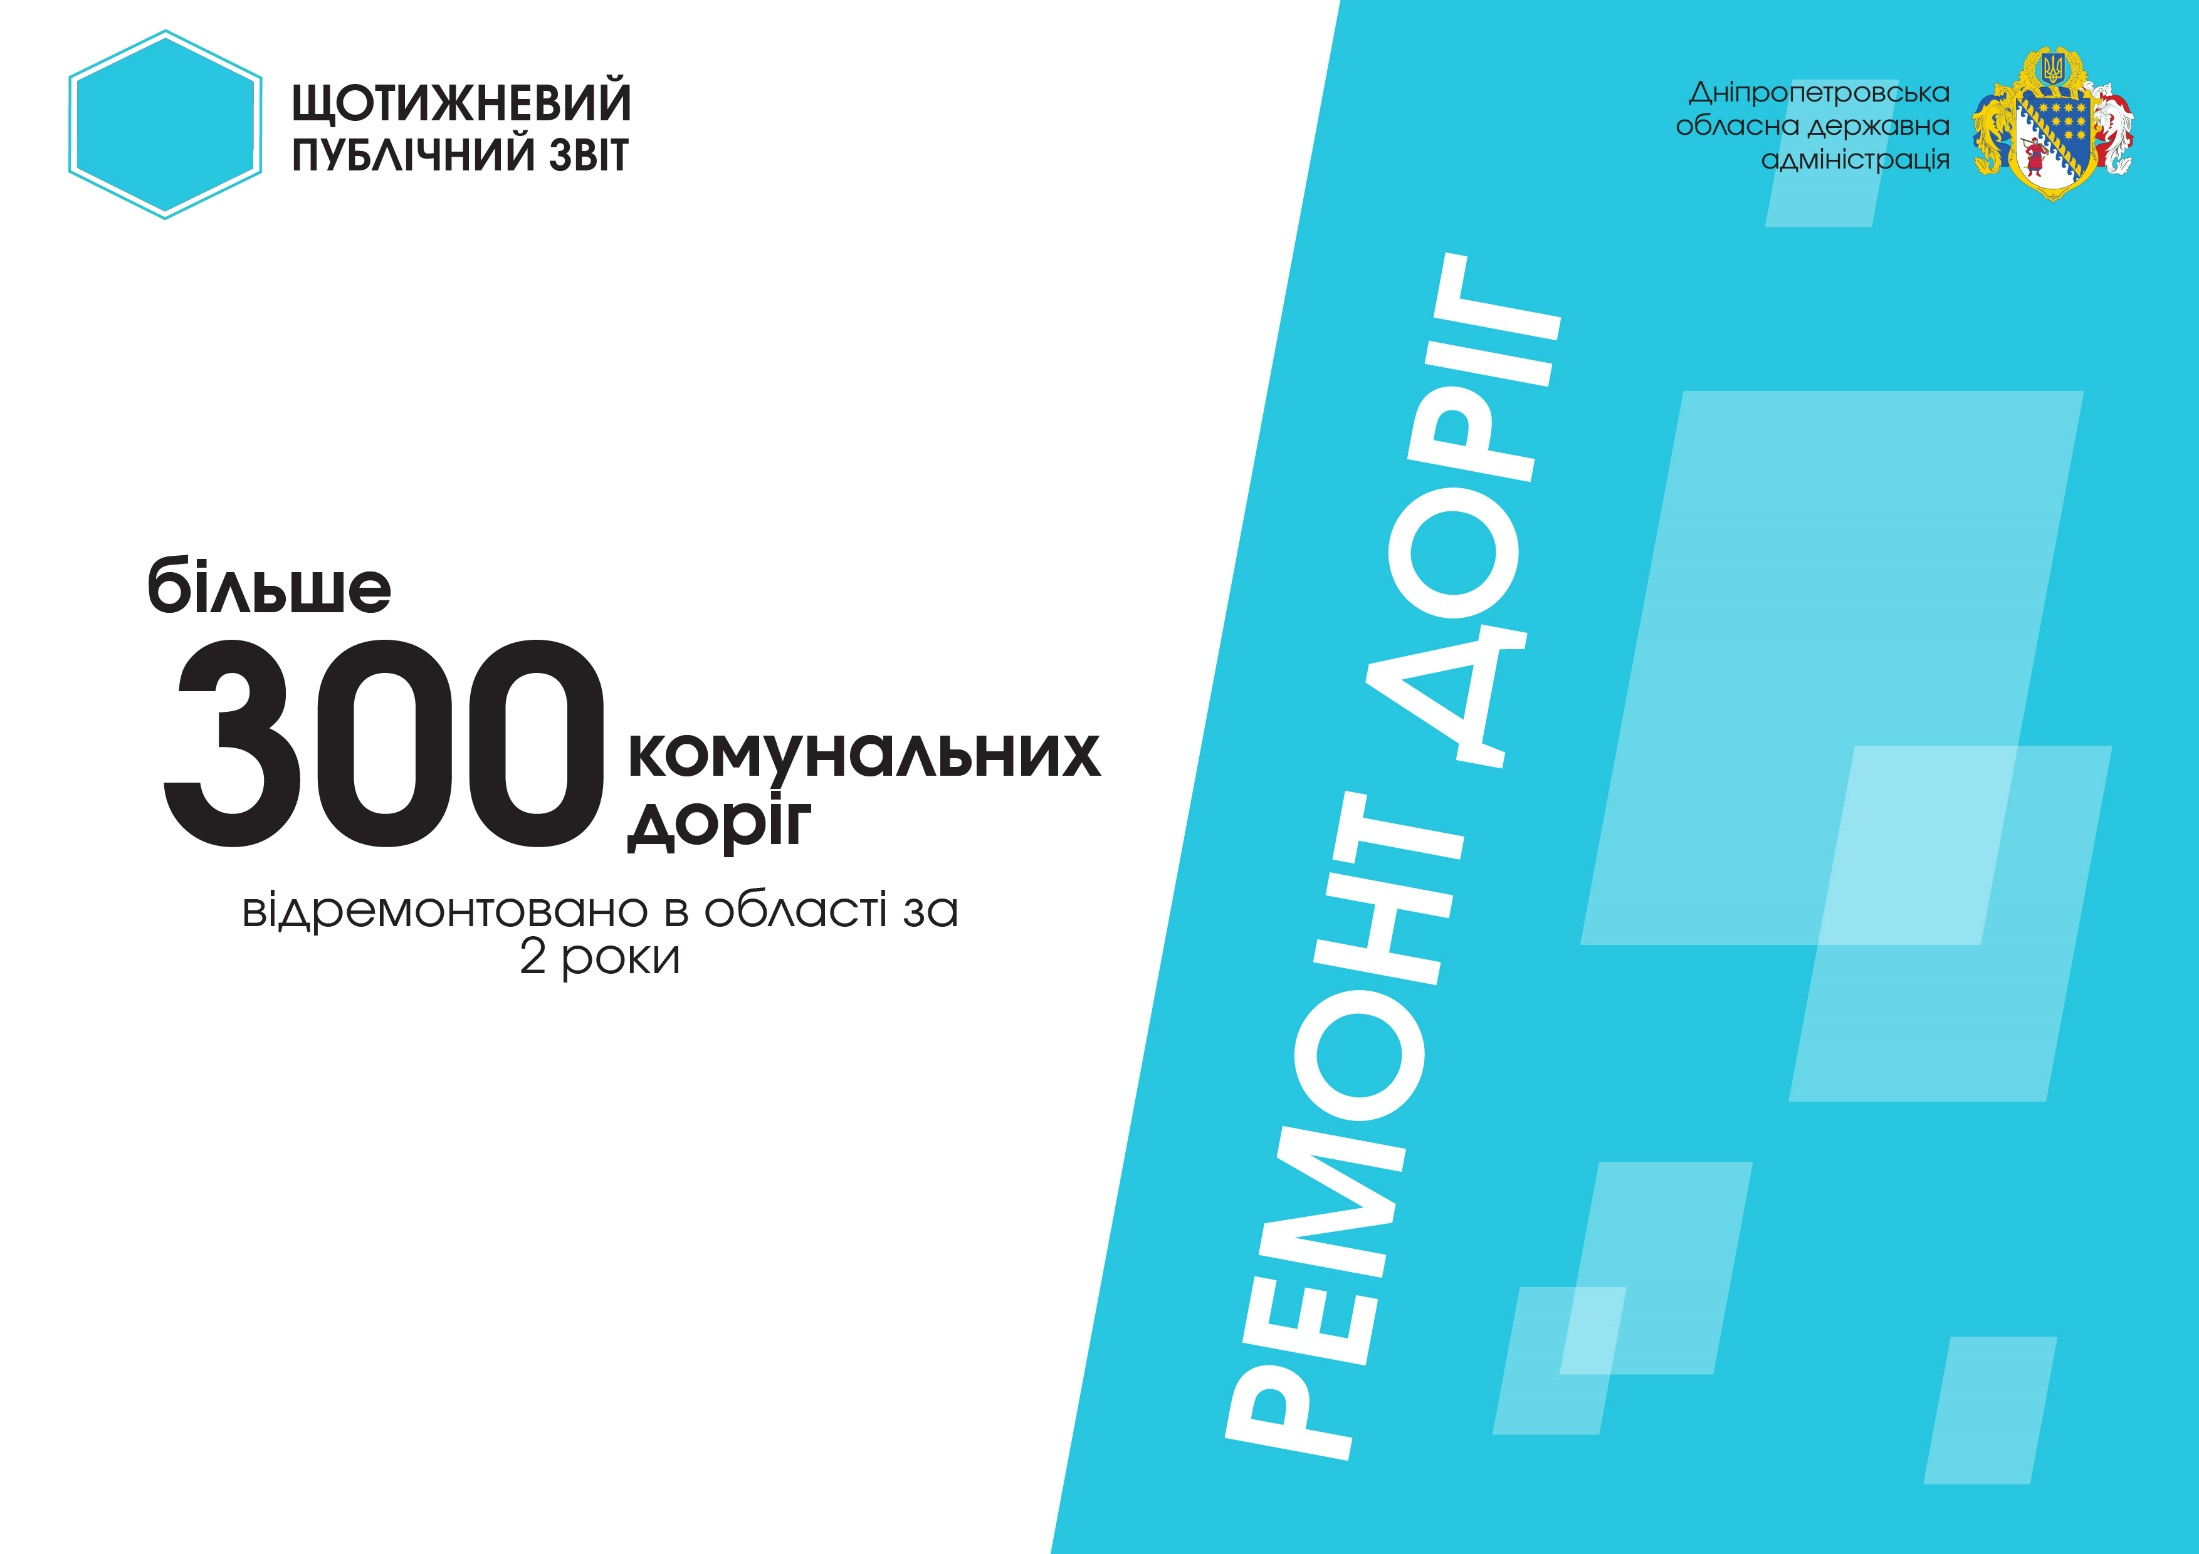 ЩОТИЖНЕВИЙ
ПУБЛІЧНИЙ ЗВІТ
Дніпропетровська
обласна державна
адміністрація
більше
300 комунальних
доріг
відремонтовано в області за
2 роки
РЕМОНТ ДОРІГ